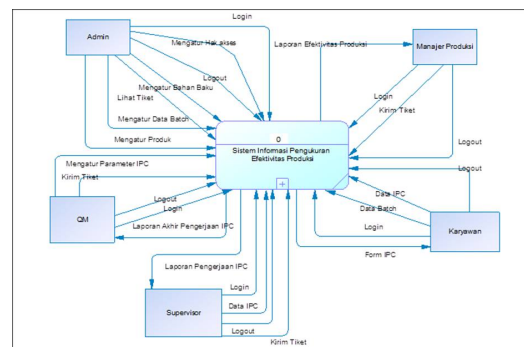 Login
Admin
Mengatur Hak akses
Laporan Efektivitas Produksi
Manajer Produksi
Logout
Mengatur Bahan Baku
Lihat Tiket
Login
Kirim Tiket
Mengatur Data Batch
0
Mengatur Produk
Sistem Informasi Pengukuran
Efektivitas Produksi
Logout
Mengatur Parameter IPC
Logout
Kirim Tiket
Data IPC
Logout
Data Batch
Login
QM
Laporan Akhir Pengerjaan IPC
Login
Karyawan
Form IPC
Laporan Pengerjaan IPC
Login
Data IPC
Supervisor
Logout
Kirim Tiket